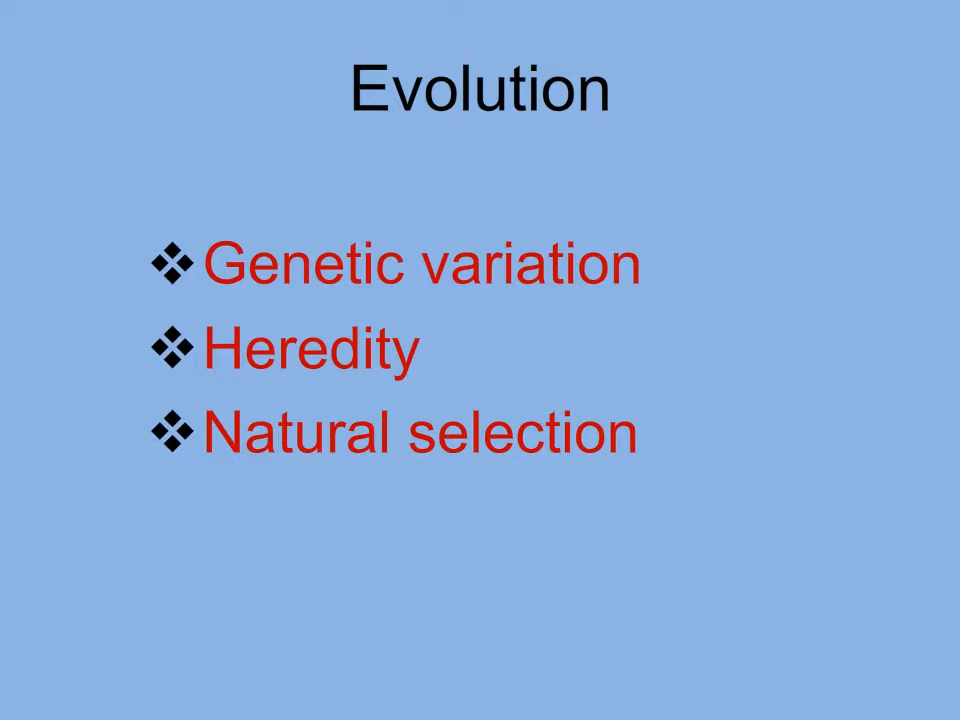 Evolution
❖Genetic variation
❖Heredity
❖Natural selection